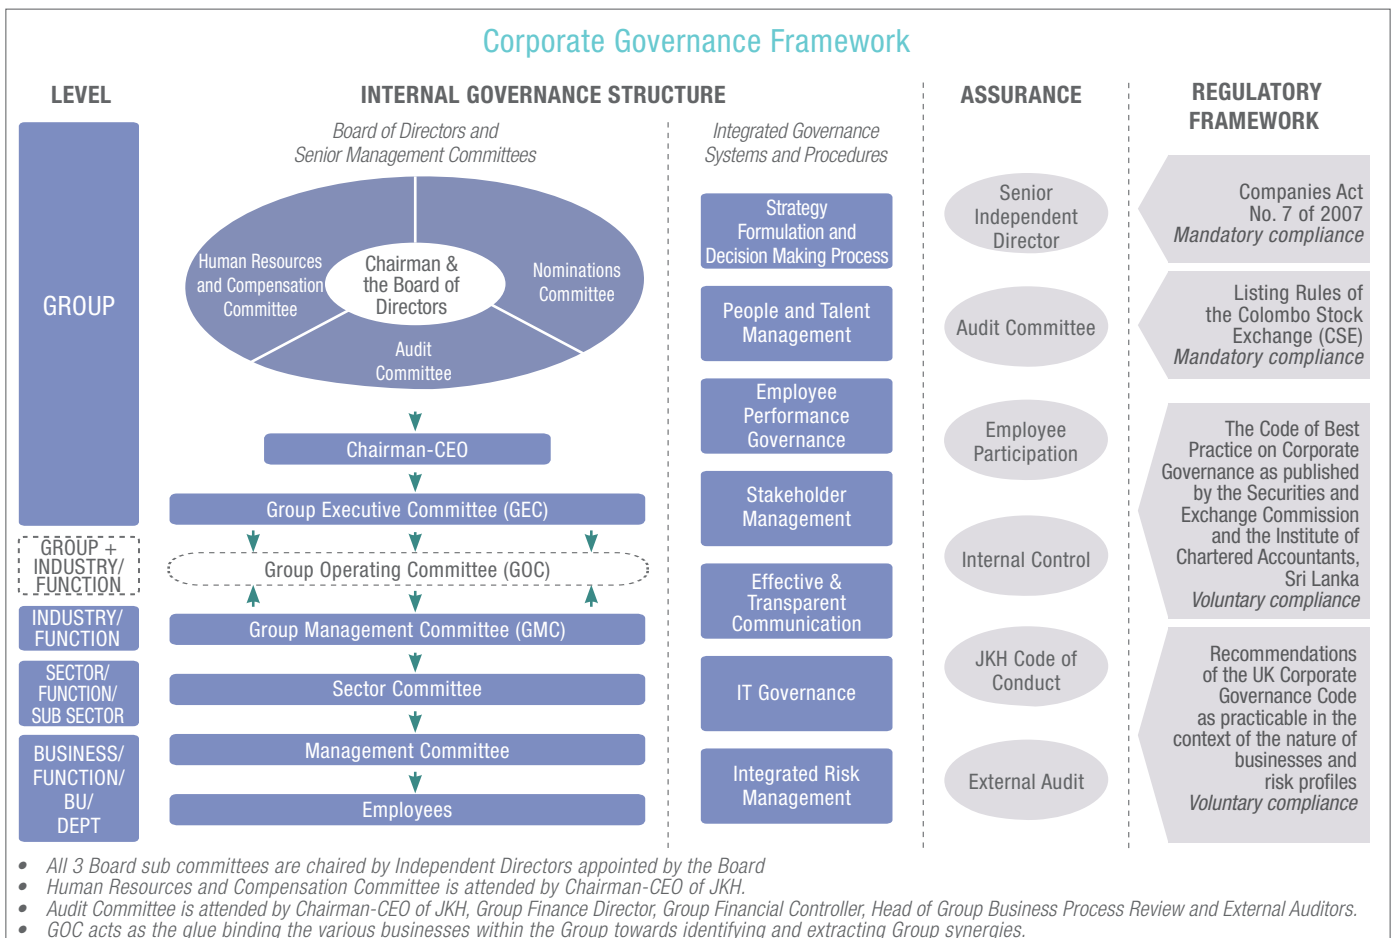 Corporate Governance Framework
LEVEL
INTERNAL GOVERNANCE STRUCTURE
ASSURANCE
REGULATORY
FRAMEWORK
Board of Directors and
Senior Management Committees
Integrated Governance
Systems and Procedures
GROUP
GROUP +
INDUSTRY/
FUNCTION
INDUSTRY/
FUNCTION
SECTOR/
FUNCTION/
SUB SECTOR
BUSINESS/
FUNCTION/
BU/
DEPT
Human Resources
and Compensation
Committee
Chairman &
the Board of
Directors
Nominations
Committee
Audit
Committee
Chairman-CEO
Group Executive Committee (GEC)
Group Operating Committee (GOC)
Group Management Committee (GMC)
Sector Committee
Management Committee
Employees
Strategy
Formulation and
Decision Making Process
People and Talent
Management
Employee
Performance
Governance
Stakeholder
Management
Effective &
Transparent
Communication
IT Governance
Integrated Risk
Management
Senior
Independent
Director
Audit Committee
Employee
Participation
Internal Control
JKH Code of
Conduct
External Audit
Companies Act
No. 7 of 2007
Mandatory compliance
Listing Rules of
the Colombo Stock
Exchange (CSE)
Mandatory compliance
The Code of Best
Practice on Corporate
Governance as published
by the Securities and
Exchange Commission
and the Institute of
Chartered Accountants,
Sri Lanka
Voluntary compliance
Recommendations
of the UK Corporate
Governance Code
as practicable in the
context of the nature of
businesses and
risk profiles
Voluntary compliance
• All 3 Board sub committees are chaired by Independent Directors appointed by the Board
• Human Resources and Compensation Committee is attended by Chairman-CEO of JKH.
• Audit Committee is attended by Chairman-CEO of JKH, Group Finance Director, Group Financial Controller, Head of Group Business Process Review and External Auditors.
• GOC acts as the glue binding the various businesses within the Group towards identifying and extracting Group synergies.